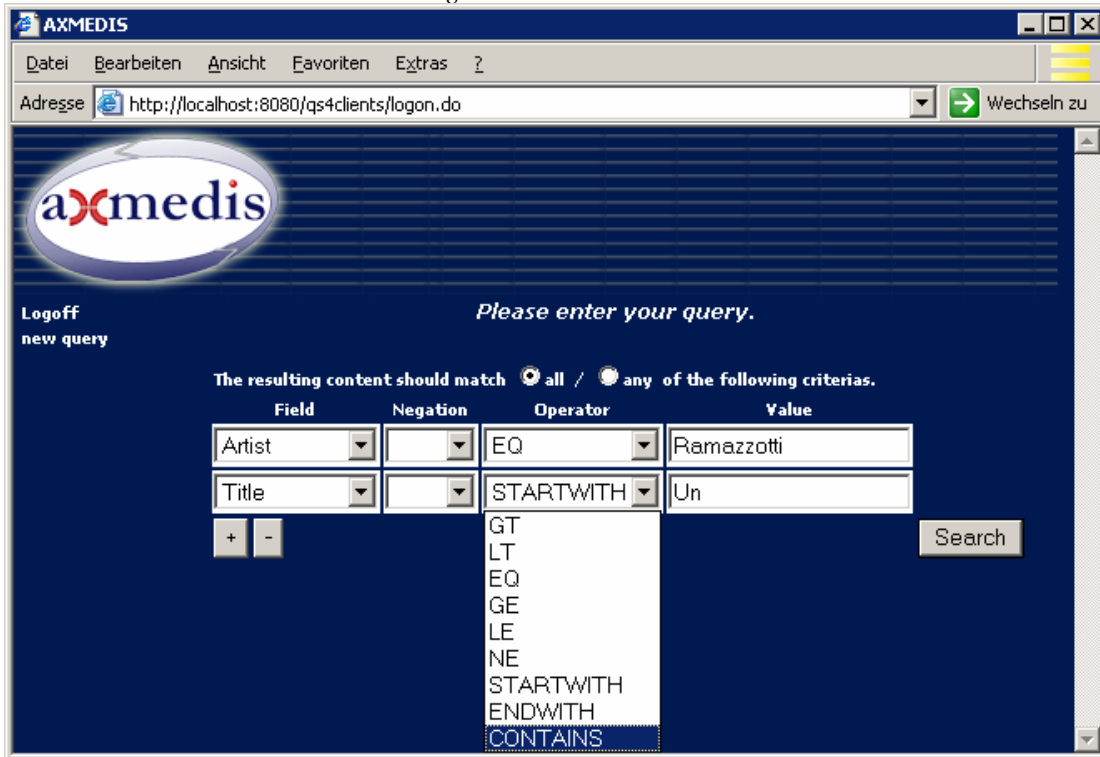 AXMEDIS
Datei Bearbeiten Ansicht Favoriten Extras ?
Adresse http://localhost:8080/qs4clients/logon.do Wechseln zu
axmedis
Logoff
Please enter your query.
new query
The resulting content should match all / any of the following criterias.
Field Negation Operator Value
Artist EQ Ramazzotti
Title STARTWITH Un
+ - Search
GT
LT
EQ
GE
LE
NE
STARTWITH
ENDWITH
CONTAINS